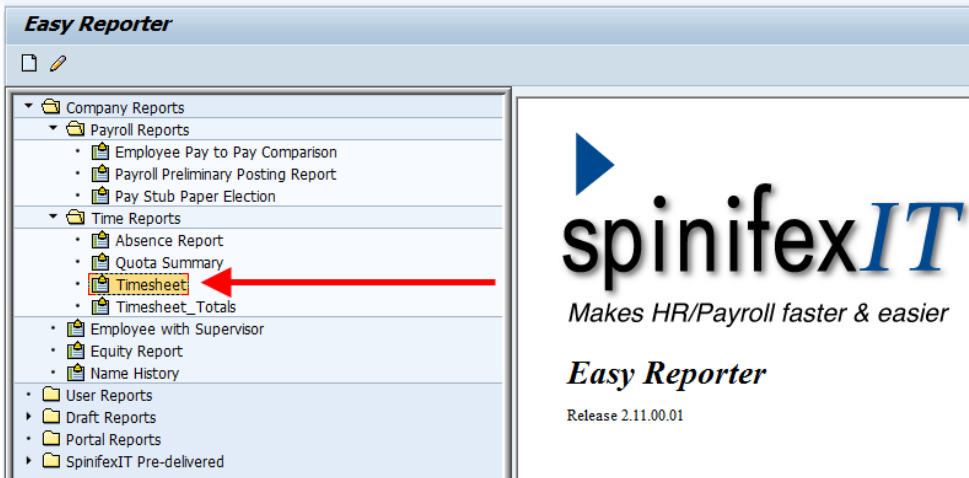 Easy Reporter
Company Reports
Payroll Reports
Employee Pay to Pay Comparison
Payroll Preliminary Posting Report
Pay Stub Paper Election
Time Reports
Absence Report
Quota Summary
Timesheet
Timesheet_Totals
Employee with Supervisor
Equity Report
Name History
User Reports
Draft Reports
Portal Reports
SpinifexIT Pre-delivered
spinifexIT
Makes HR/Payroll faster & easier
Easy Reporter
Release 2.11.00.01